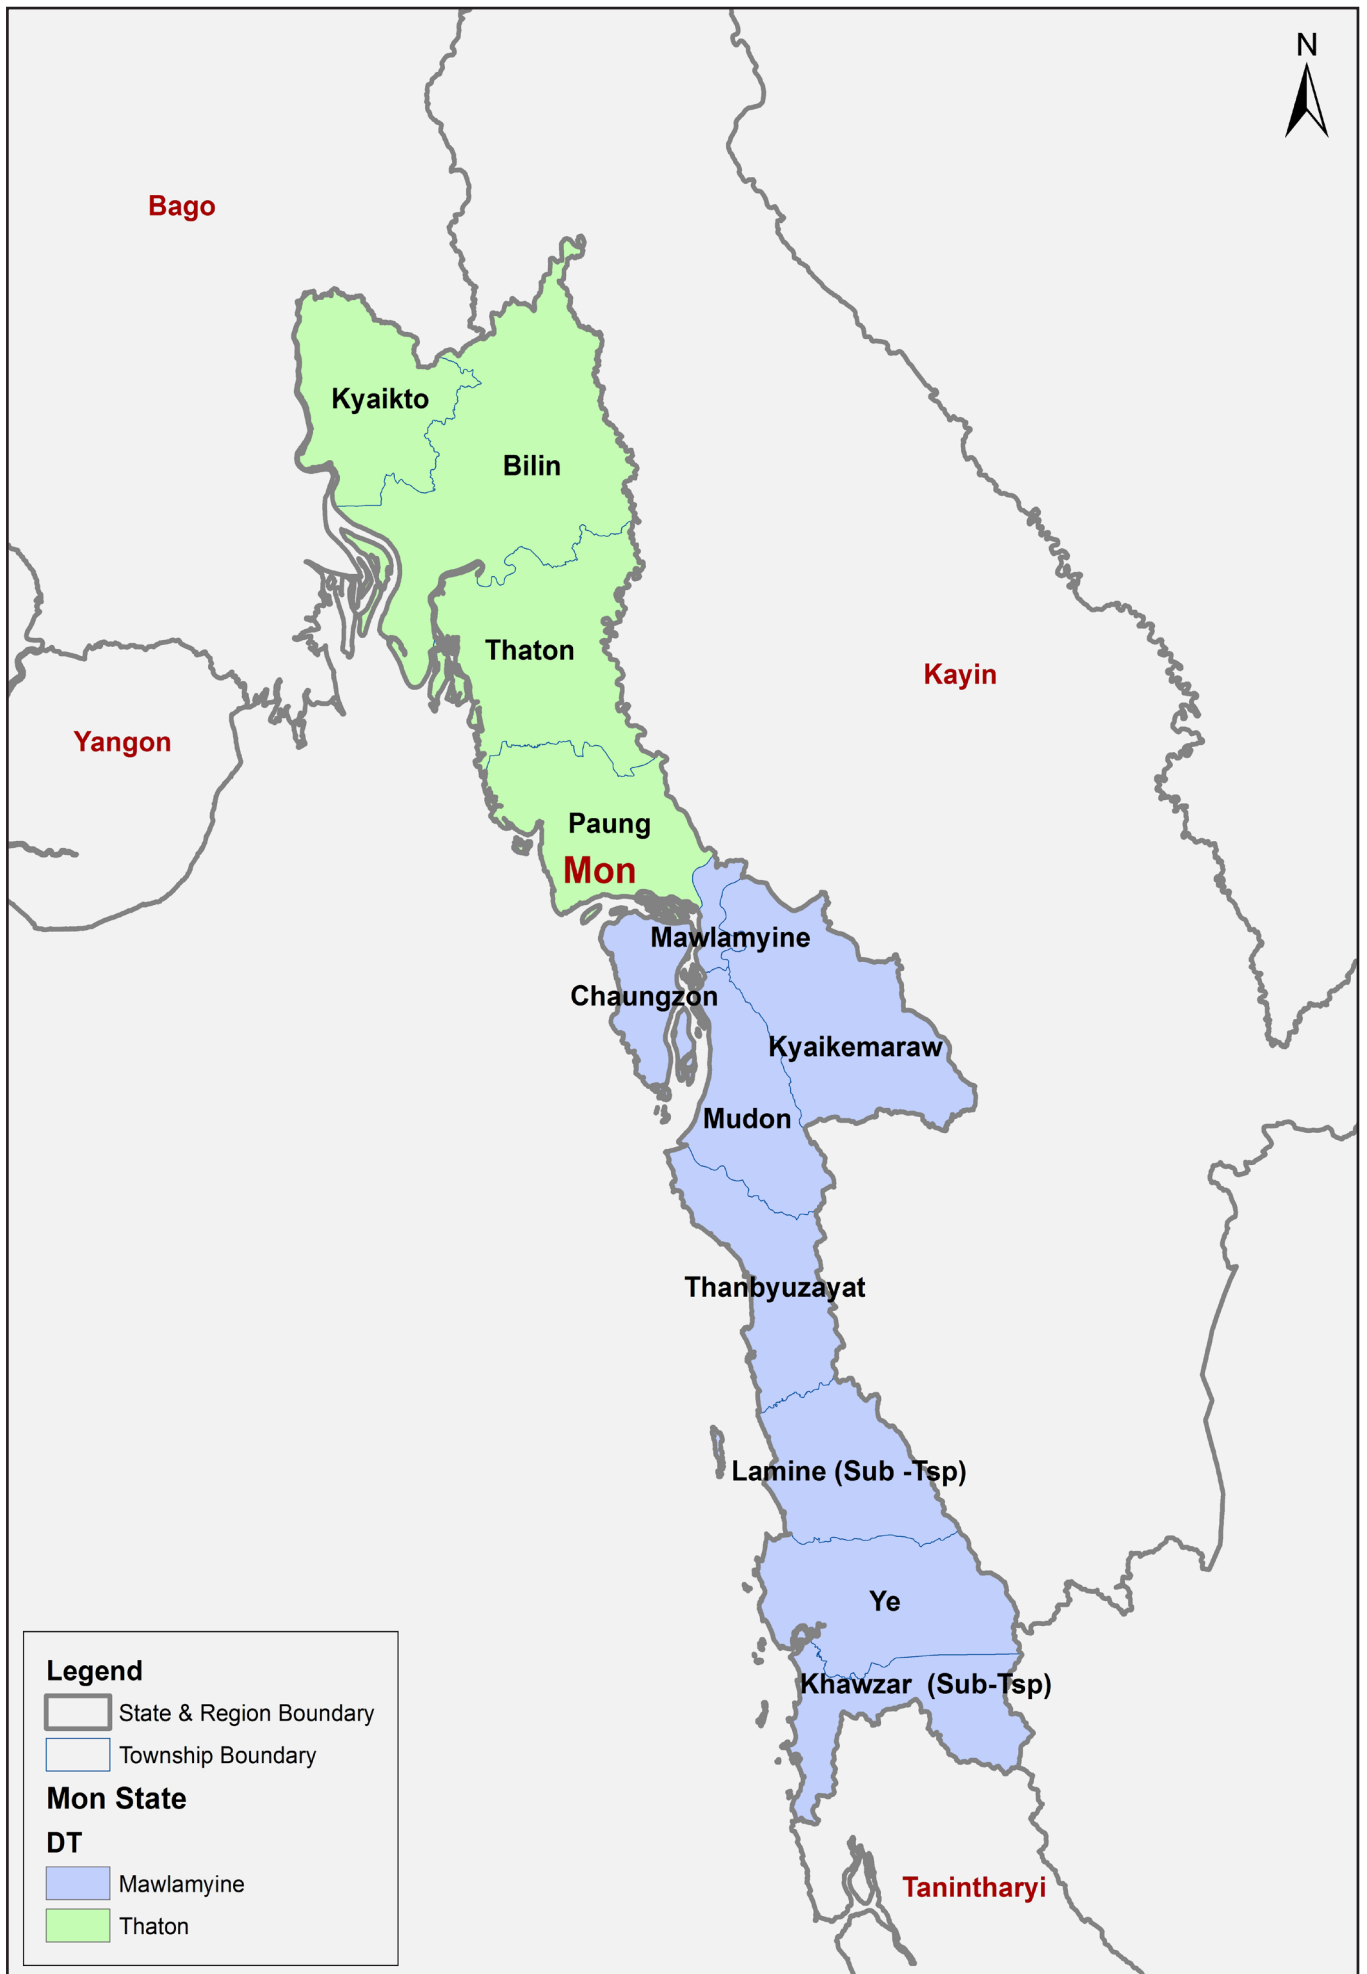 N
Bago
Kyaikto
Bilin
Thaton
Kayin
Yangon
Paung
Mon
Mawlamyine
Chaungzon
Kyaikemaraw
Mudon
Thanbyuzayat
Lamine (Sub -Tsp)
Ye
Khawzar (Sub-Tsp)
Tanintharyi
Legend
State & Region Boundary
Township Boundary
Mon State
DT
Mawlamyine
Thaton